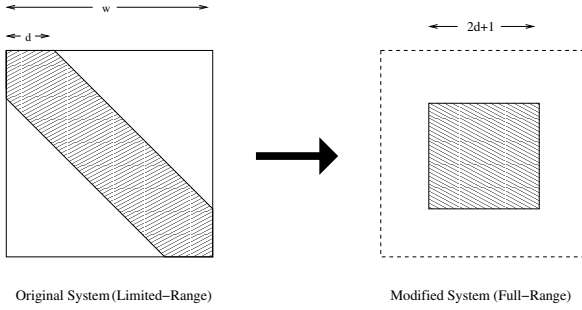 w
d
2d+1
Original System (Limited−Range)
Modified System (Full−Range)